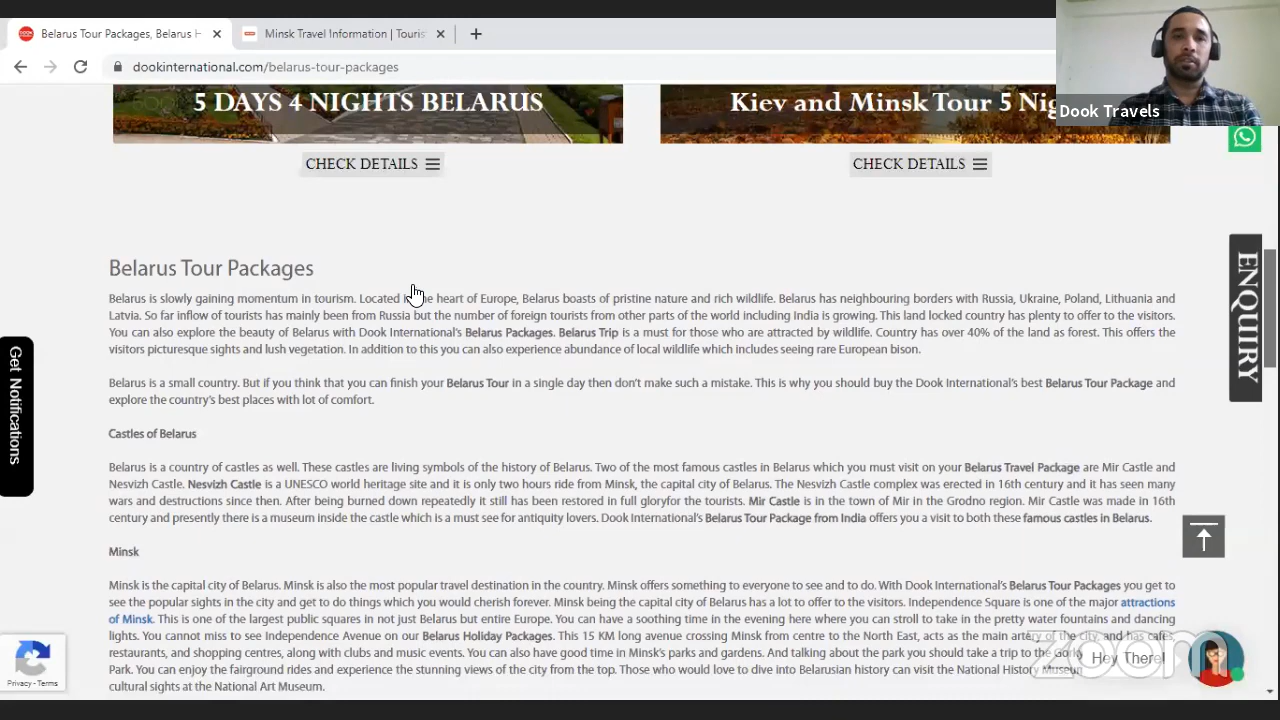 Belarus Tour Packages, Belarus H
Minsk Travel Information | Touris
dookinternational.com/belarus-tour-packages
Dook Travels
5 DAYS 4 NIGHTS BELARUS
Kiev and Minsk Tour 5 Nig
CHECK DETAILS
CHECK DETAILS
ENQUIRY
Get Notifications
Belarus Tour Packages
Belarus is slowly gaining momentum in tourism. Located in the heart of Europe, Belarus boasts of pristine nature and rich wildlife. Belarus has neighbouring borders with Russia, Ukraine, Poland, Lithuania and
Latvia. So far inflow of tourists has mainly been from Russia but the number of foreign tourists from other parts of the world including India is growing. This land locked country has plenty to offer to the visitors.
You can also explore the beauty of Belarus with Dook International's Belarus Packages. Belarus Trip is a must for those who are attracted by wildlife. Country has over 40% of the land as forest. This offers the
visitors picturesque sights and lush vegetation. In addition to this you can also experience abundance of local wildlife which includes seeing rare European bison.
Belarus is a small country. But if you think that you can finish your Belarus Tour in a single day then don't make such a mistake. This is why you should buy the Dook International's best Belarus Tour Package and
explore the country's best places with lot of comfort.
Castles of Belarus
Belarus is a country of castles as well. These castles are living symbols of the history of Belarus. Two of the most famous castles in Belarus which you must visit on your Belarus Travel Package are Mir Castle and
Nesvizh Castle. Nesvizh Castle is a UNESCO world heritage site and it is only two hours ride from Minsk, the capital city of Belarus. The Nesvizh Castle complex was erected in 16th century and it has seen many
wars and destructions since then. After being burned down repeatedly it still has been restored in full gloryfor the tourists. Mir Castle is in the town of Mir in the Grodno region. Mir Castle was made in 16th
century and presently there is a museum inside the castle which is a must see for antiquity lovers. Dook International's Belarus Tour Package from India offers you a visit to both these famous castles in Belarus.
Minsk
Minsk is the capital city of Belarus. Minsk is also the most popular travel destination in the country. Minsk offers something to everyone to see and to do. With Dook International's Belarus Tour Packages you get to
see the popular sights in the city and get to do things which you would cherish forever. Minsk being the capital city of Belarus has a lot to offer to the visitors. Independence Square is one of the major attractions
of Minsk. This is one of the largest public squares in not just Belarus but entire Europe. You can have a soothing time in the evening here where you can stroll to take in the pretty water fountains and dancing
lights. You cannot miss to see Independence Avenue on our Belarus Holiday Packages. This 15 KM long avenue crossing Minsk from centre to the North East, acts as the main artery of the city, and has cafes,
restaurants, and shopping centres, along with clubs and music events. You can also have good time in Minsk's parks and gardens. And talking about the park you should take a trip to the Gorky
Park. You can enjoy the fairground rides and experience the stunning views of the city from the top. Those who would love to dive into Belarusian history can visit the National History Museum
cultural sights at the National Art Museum.
Hey There!
zoom
Privacy - Terms